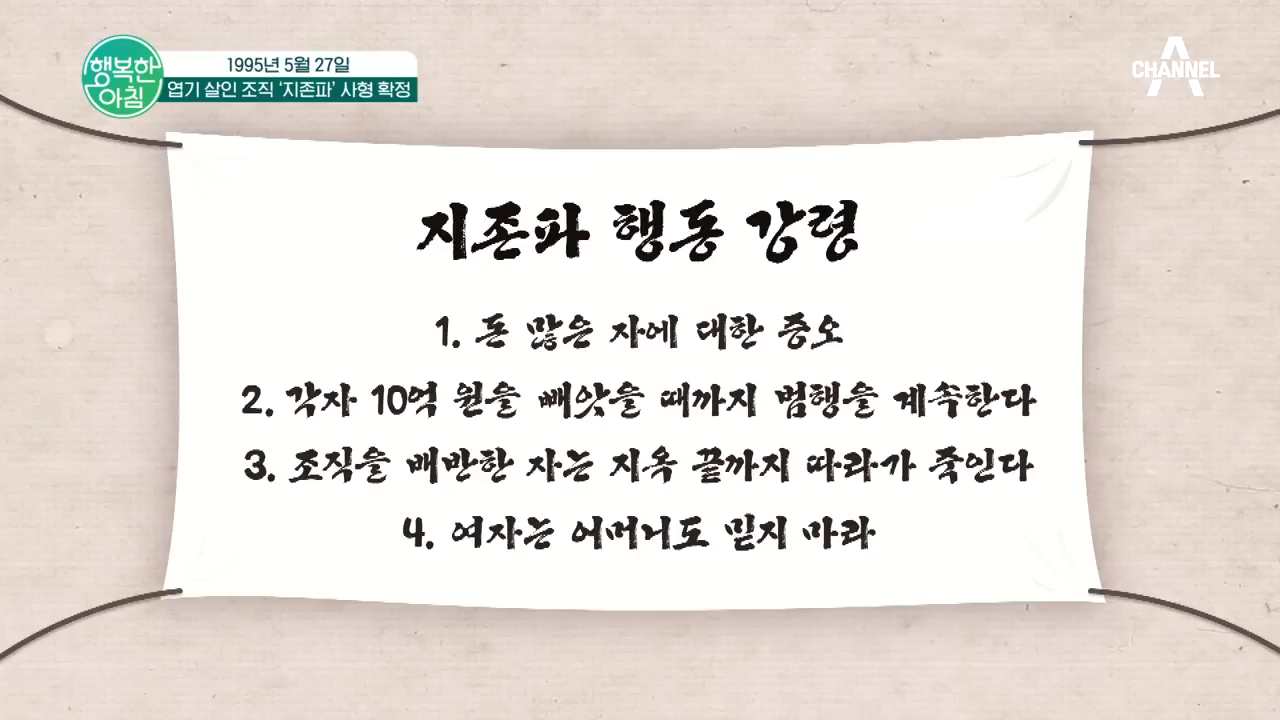 행복한
아침
1995년 5월 27일
엽기 살인 조직 '지존파' 사형 확정
CHANNEL A
지존파 행동 강령
1. 돈 많은 자에 대한 증오
2. 각자 10억 원을 빼앗을 때까지 범행을 계속한다
3. 조직을 배반한 자는 지옥 끝까지 따라가 죽인다
4. 여자는 어머니도 믿지 마라